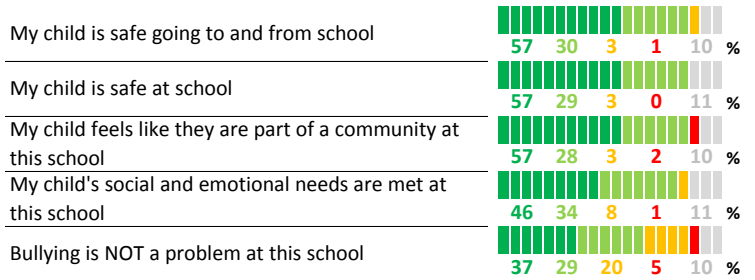 My child is safe going to and from school
57 30 3 1 10 %
My child is safe at school
57 29 3 0 11 %
My child feels like they are part of a community at
this school
57 28 3 2 10 %
My child's social and emotional needs are met at
this school
46 34 8 1 11 %
Bullying is NOT a problem at this school
37 29 20 5 10 %